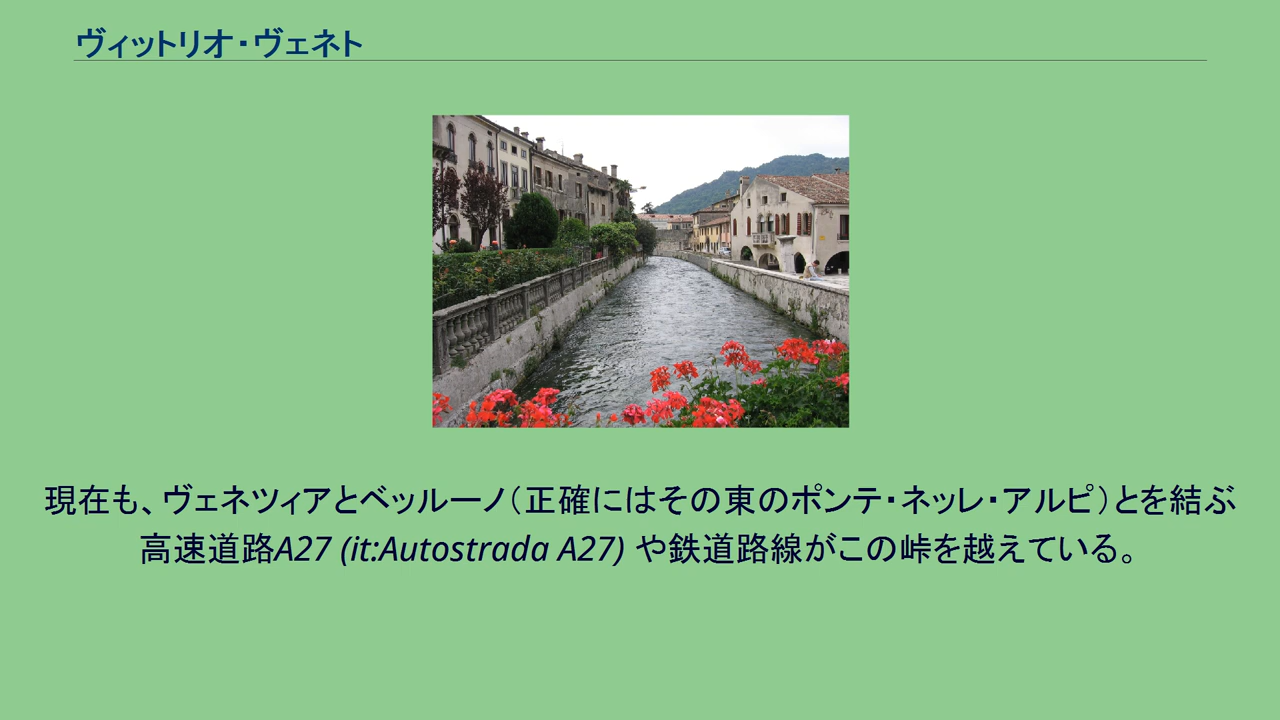 ヴィットリオ・ヴェネト
現在も、ヴェネツィアとベッルーノ（正確にはその東のポンテ・ネッレ・アルピ）とを結ぶ
高速道路A27 (it:Autostrada A27) や鉄道路線がこの峠を越えている。